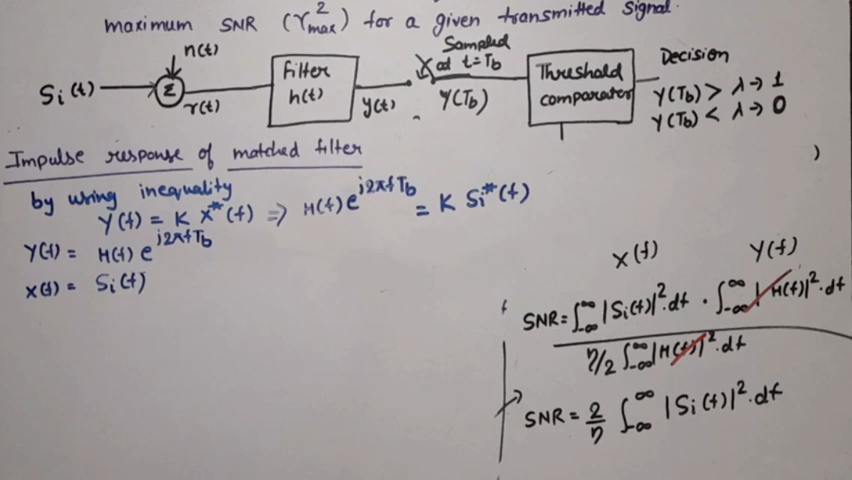 maximum SNR (γ²max) for a given transmitted signal.
n(t)
Si(t)
Σ
r(t)
filter
h(t)
y(t)
Sampled
at t=Tb
y(Tb)
Threshold
comparator
Decision
Y(Tb) > λ → 1
Y(Tb) < λ → 0
Impulse response of matched filter
by using inequality
Y(f) = K X*(f) ⇒ H(f) e^{j2πfTb} = K Si*(f)
Y(f) = H(f) e^{j2πfTb}
X(f) = Si(f)
X(f) Y(f)
SNR = ∫_{-∞}^{∞} |Si(f)|².df . ∫_{-∞}^{∞} |H(f)|².df
η/2 ∫_{-∞}^{∞} |H(f)|².df
SNR = 2/η ∫_{-∞}^{∞} |Si(f)|².df